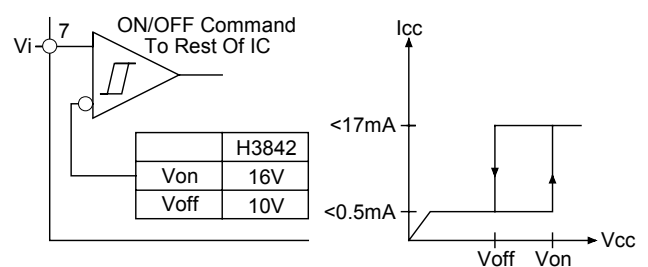 ON/OFF Command
To Rest Of IC
Vi
7
H3842
Von 16V
Voff 10V
Icc
<17mA
<0.5mA
Vcc
Voff Von